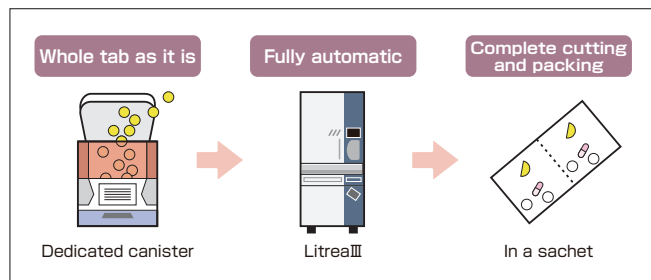 Whole tab as it is
Fully automatic
Complete cutting
and packing
Dedicated canister
LitreaⅢ
In a sachet